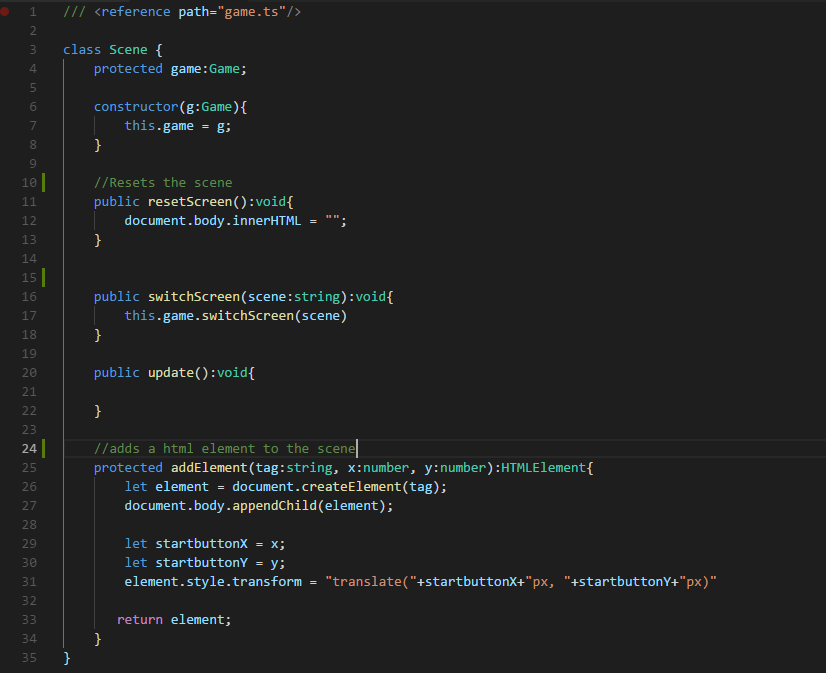 1 /// <reference path="game.ts"/>
2
3 class Scene {
4     protected game:Game;
5
6     constructor(g:Game){
7         this.game = g;
8     }
9
10     //Resets the scene
11     public resetScreen():void{
12         document.body.innerHTML = "";
13     }
14
15
16     public switchScreen(scene:string):void{
17         this.game.switchScreen(scene)
18     }
19
20     public update():void{
21
22     }
23
24     //adds a html element to the scene
25     protected addElement(tag:string, x:number, y:number):HTMLElement{
26         let element = document.createElement(tag);
27         document.body.appendChild(element);
28
29         let startbuttonX = x;
30         let startbuttonY = y;
31         element.style.transform = "translate("+startbuttonX+"px, "+startbuttonY+"px)"
32
33        return element;
34     }
35 }